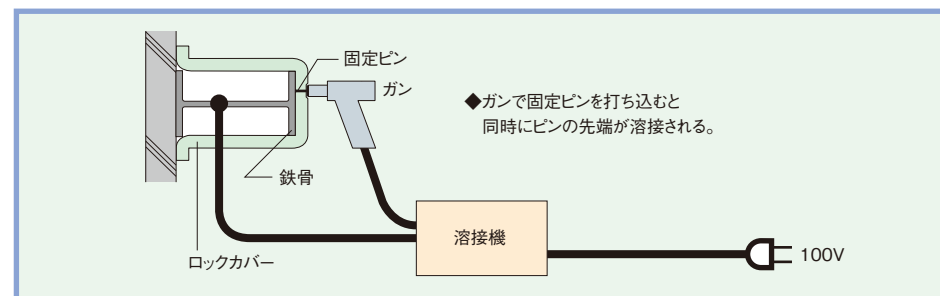 固定ピン
ガン
◆ガンで固定ピンを打ち込むと
同時にピンの先端が溶接される。
鉄骨
溶接機
ロックカバー
100V